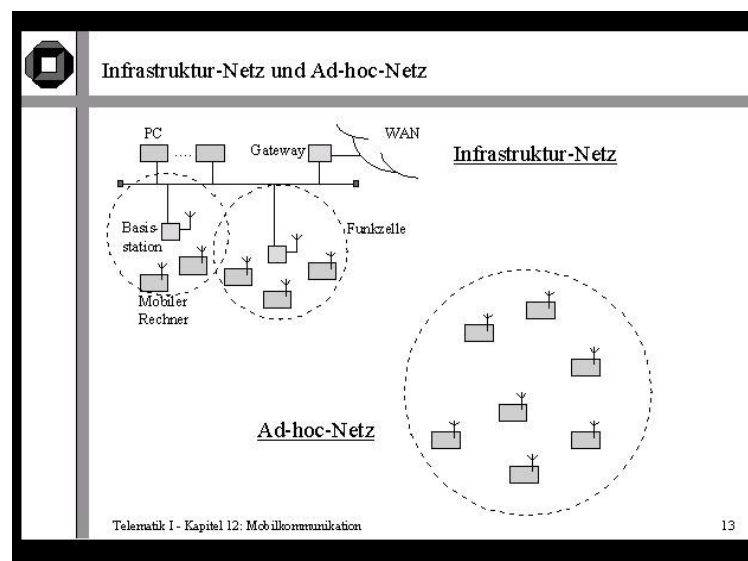 Infrastruktur-Netz und Ad-hoc-Netz
PC
....
Gateway
WAN
Infrastruktur-Netz
Basis-
station
Funkzelle
Mobiler
Rechner
Ad-hoc-Netz
Telematik I - Kapitel 12: Mobilkommunikation
13